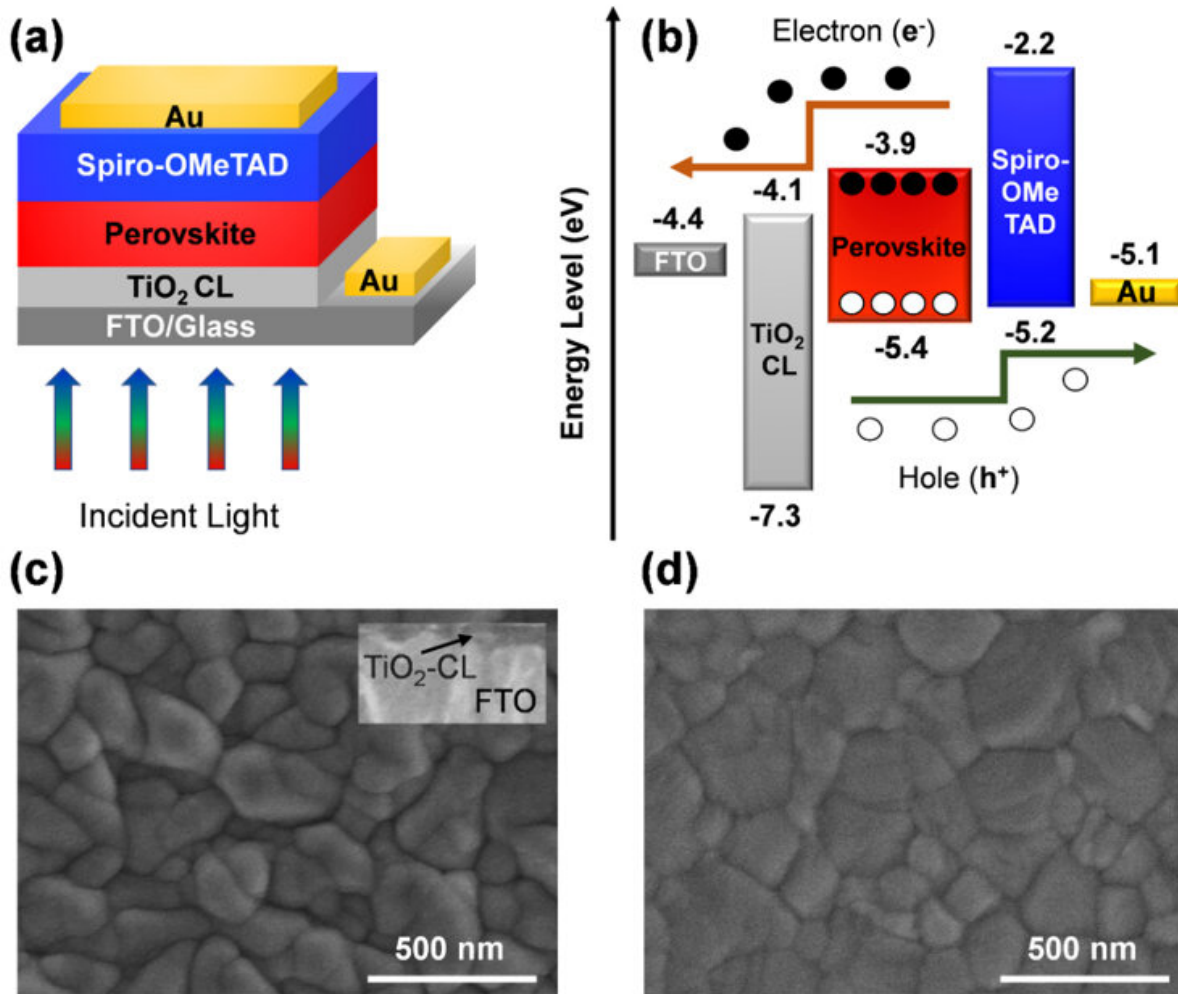 (a)
Au
Spiro-OMeTAD
Perovskite
TiO₂ CL
Au
FTO/Glass
Incident Light
(b)
Electron (e⁻)
-2.2
-3.9
-4.1
-4.4
Spiro-
OMe
TAD
FTO
Perovskite
-5.1
Au
TiO₂
CL
-5.4
-5.2
Hole (h⁺)
-7.3
Energy Level (eV)
(c)
TiO₂-CL
FTO
500 nm
(d)
500 nm